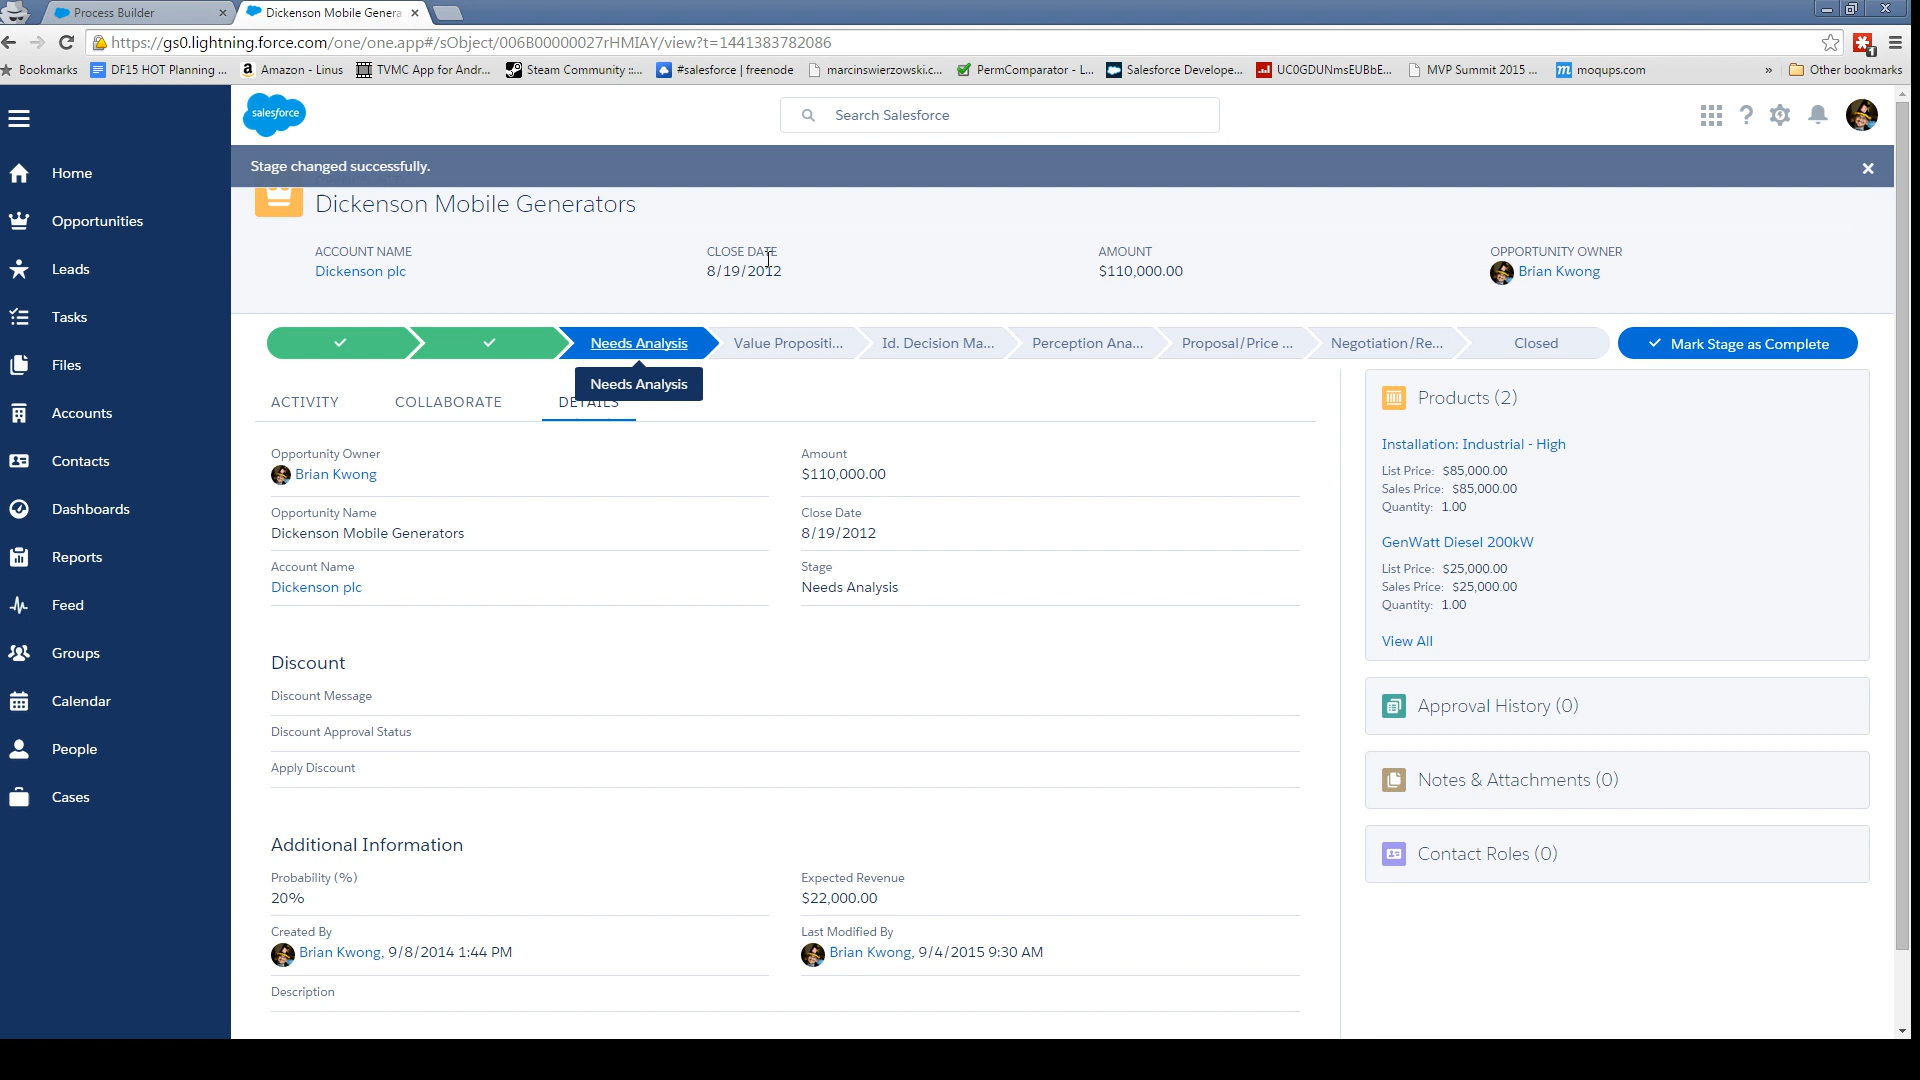 Process Builder
Dickenson Mobile Genera
https://gs0.lightning.force.com/one/one.app#/sObject/006B00000027rHMIAY/view?t=1441383782086
1
Bookmarks
DF15 HOT Planning ...
Amazon - Linus
TVMC App for Andr...
Steam Community ::...
#salesforce | freenode
marcinswierzowski.c...
PermComparator - L...
Salesforce Develope...
UC0GDUNmsEUBbE...
MVP Summit 2015 ...
moqups.com
»
Other bookmarks
salesforce
Search Salesforce
Home
Opportunities
Leads
Tasks
Files
Accounts
Contacts
Dashboards
Reports
Feed
Groups
Calendar
People
Cases
Stage changed successfully.
Dickenson Mobile Generators
ACCOUNT NAME
Dickenson plc
CLOSE DATE
8/19/2012
AMOUNT
$110,000.00
OPPORTUNITY OWNER
Brian Kwong
Needs Analysis
Value Propositi...
Id. Decision Ma...
Perception Ana...
Proposal/Price ...
Negotiation/Re...
Closed
Mark Stage as Complete
Needs Analysis
ACTIVITY
COLLABORATE
DETAILS
Opportunity Owner
Brian Kwong
Amount
$110,000.00
Opportunity Name
Dickenson Mobile Generators
Close Date
8/19/2012
Account Name
Dickenson plc
Stage
Needs Analysis
Discount
Discount Message
Discount Approval Status
Apply Discount
Additional Information
Probability (%)
20%
Expected Revenue
$22,000.00
Created By
Brian Kwong, 9/8/2014 1:44 PM
Last Modified By
Brian Kwong, 9/4/2015 9:30 AM
Description
Products (2)
Installation: Industrial - High
List Price: $85,000.00
Sales Price: $85,000.00
Quantity: 1.00
GenWatt Diesel 200kW
List Price: $25,000.00
Sales Price: $25,000.00
Quantity: 1.00
View All
Approval History (0)
Notes & Attachments (0)
Contact Roles (0)